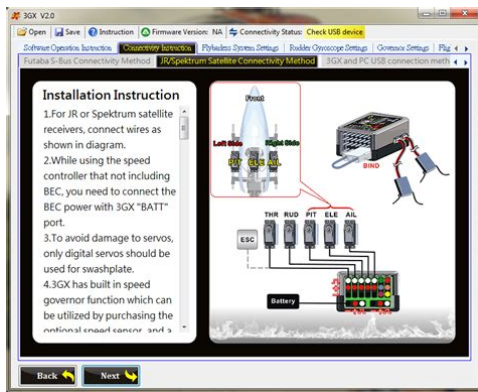 3GX V2.0
Open Save Instruction Firmware Version: NA Connectivity Status: Check USB device
Software Operation Instruction Connectivity Instruction Flybarless System Settings Rudder Gyroscope Settings Governor Settings Flig
Futaba S-Bus Connectivity Method JR/Spektrum Satellite Connectivity Method 3GX and PC USB connection meth
Installation Instruction
1.For JR or Spektrum satellite
receivers, connect wires as
shown in diagram.
2.While using the speed
controller that not including
BEC, you need to connect the
BEC power with 3GX "BATT"
port.
3.To avoid damage to servos,
only digital servos should be
used for swashplate.
4.3GX has built in speed
governor function which can
be utilized by purchasing the
optional speed sensor, and a
Front
Left Side Right Side
PIT ELE AIL
BIND
THR RUD PIT ELE AIL
ESC
Battery
Back Next